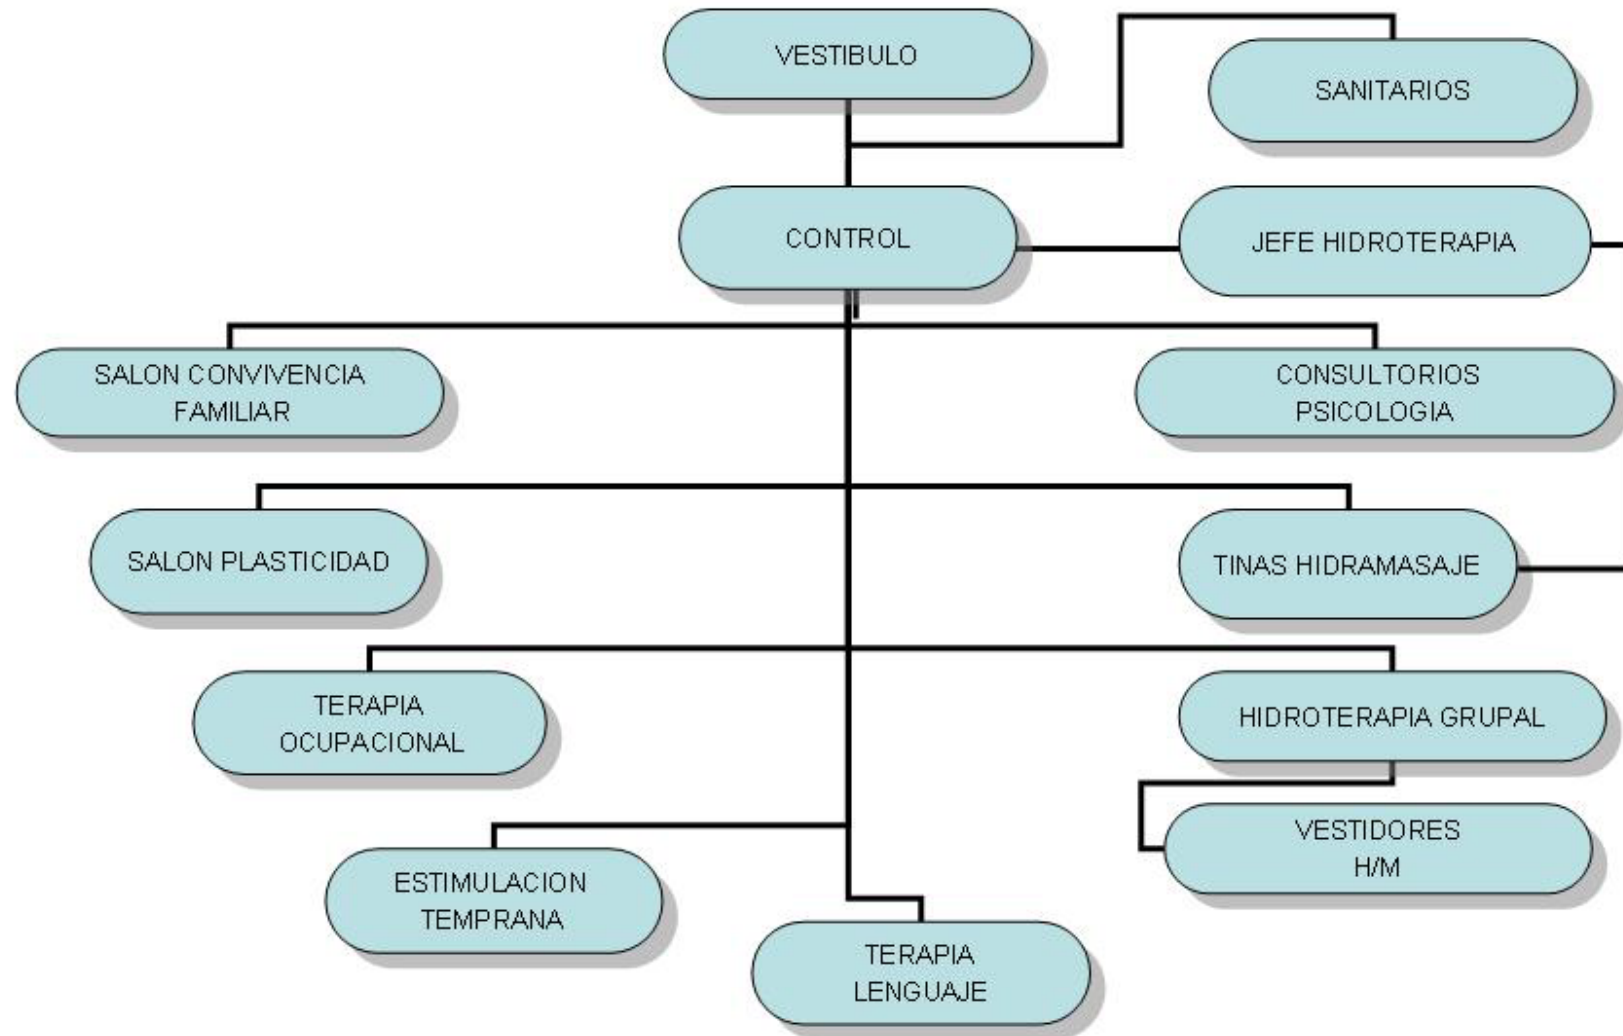 VESTIBULO
SANITARIOS
CONTROL
JEFE HIDROTERAPIA
SALON CONVIVENCIA
FAMILIAR
CONSULTORIOS
PSICOLOGIA
SALON PLASTICIDAD
TINAS HIDRAMASAJE
TERAPIA
OCUPACIONAL
HIDROTERAPIA GRUPAL
VESTIDORES
H/M
ESTIMULACION
TEMPRANA
TERAPIA
LENGUAJE